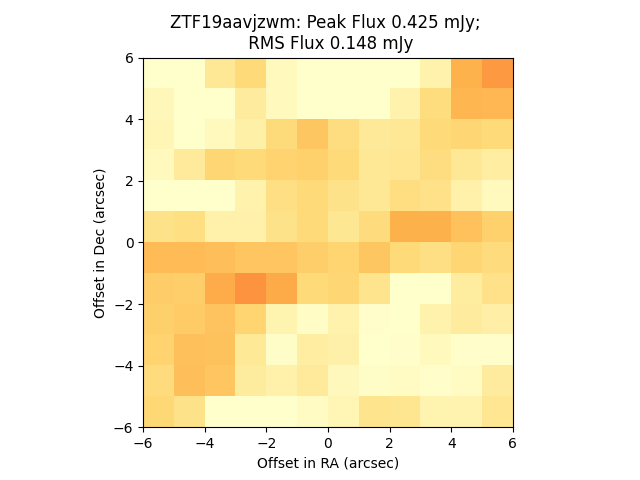 ZTF19aavjzwm: Peak Flux 0.425 mJy;
RMS Flux 0.148 mJy
6
4
2
0
−2
−4
−6
Offset in Dec (arcsec)
−6 −4 −2 0 2 4 6
Offset in RA (arcsec)